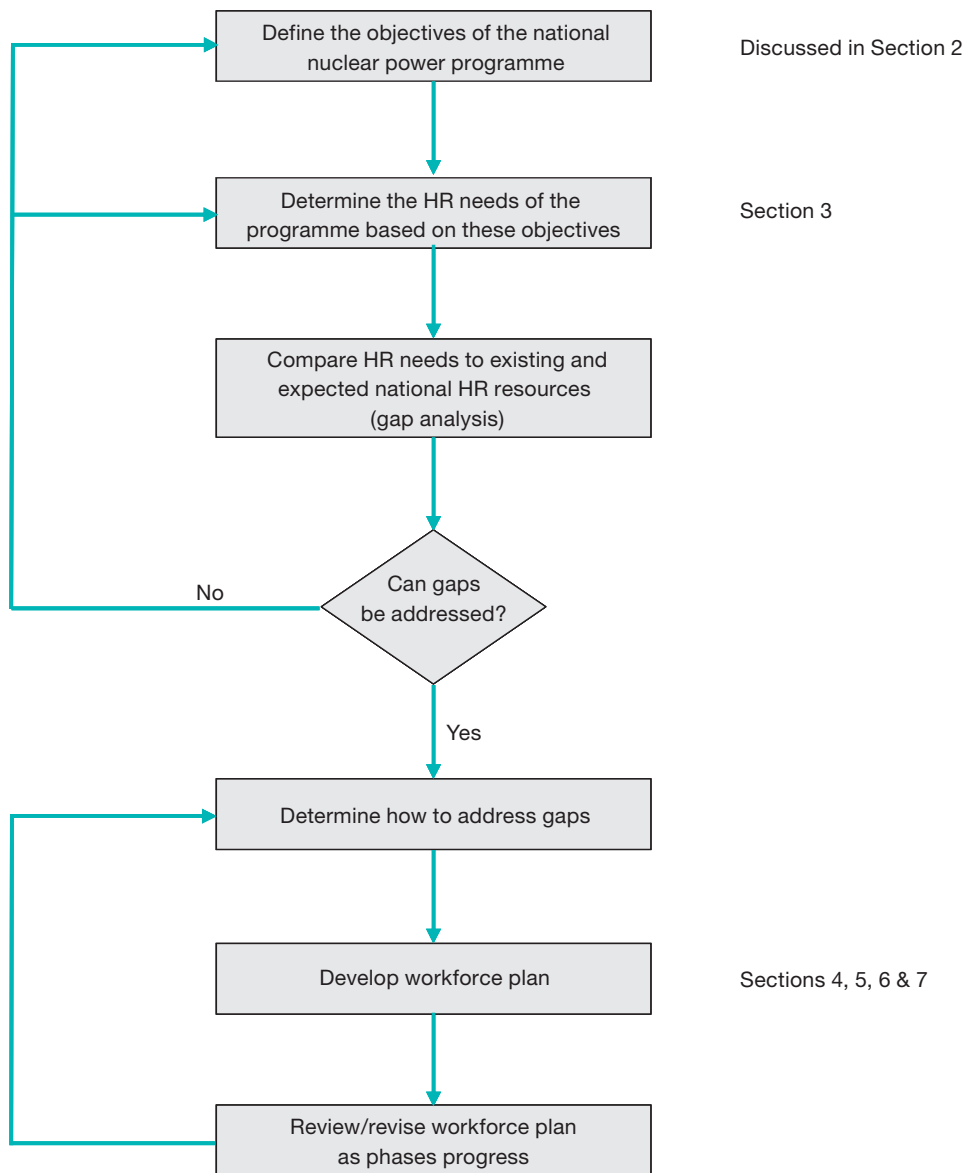 Define the objectives of the national
nuclear power programme
Discussed in Section 2
Determine the HR needs of the
programme based on these objectives
Section 3
Compare HR needs to existing and
expected national HR resources
(gap analysis)
Can gaps
be addressed?
No
Yes
Determine how to address gaps
Develop workforce plan
Sections 4, 5, 6 & 7
Review/revise workforce plan
as phases progress